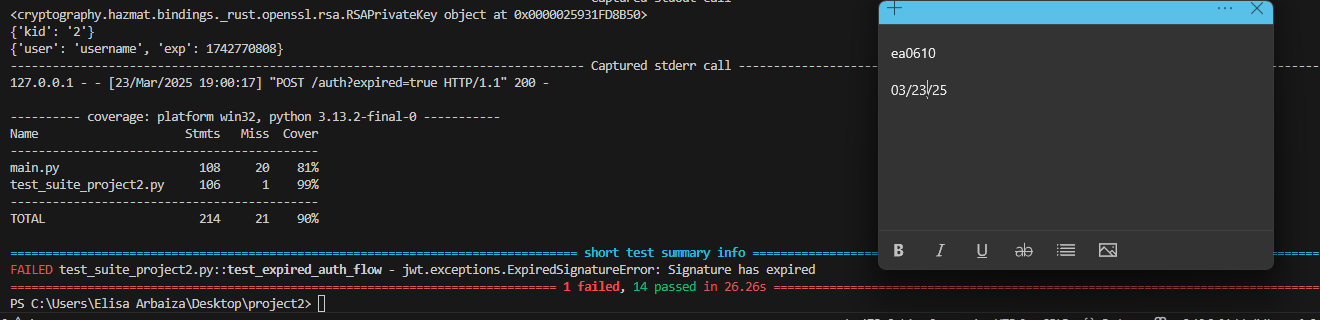 Captured stdout call
<cryptography.hazmat.bindings._rust.openssl.rsa.RSAPrivateKey object at 0x0000025931FD8B50>
{'kid': '2'}
{'user': 'username', 'exp': 1742770808}
---------- Captured stderr call ----------
127.0.0.1 - - [23/Mar/2025 19:00:17] "POST /auth?expired=true HTTP/1.1" 200 -
---------- coverage: platform win32, python 3.13.2-final-0 -----------
Name Stmts Miss Cover
-------------------------------------------
main.py 108 20 81%
test_suite_project2.py 106 1 99%
-------------------------------------------
TOTAL 214 21 90%
========== short test summary info ==========
FAILED test_suite_project2.py::test_expired_auth_flow - jwt.exceptions.ExpiredSignatureError: Signature has expired
========== 1 failed, 14 passed in 26.26s ==========
PS C:\Users\Elisa Arbaiza\Desktop\project2>
ea0610
03/23/25
B I U ab